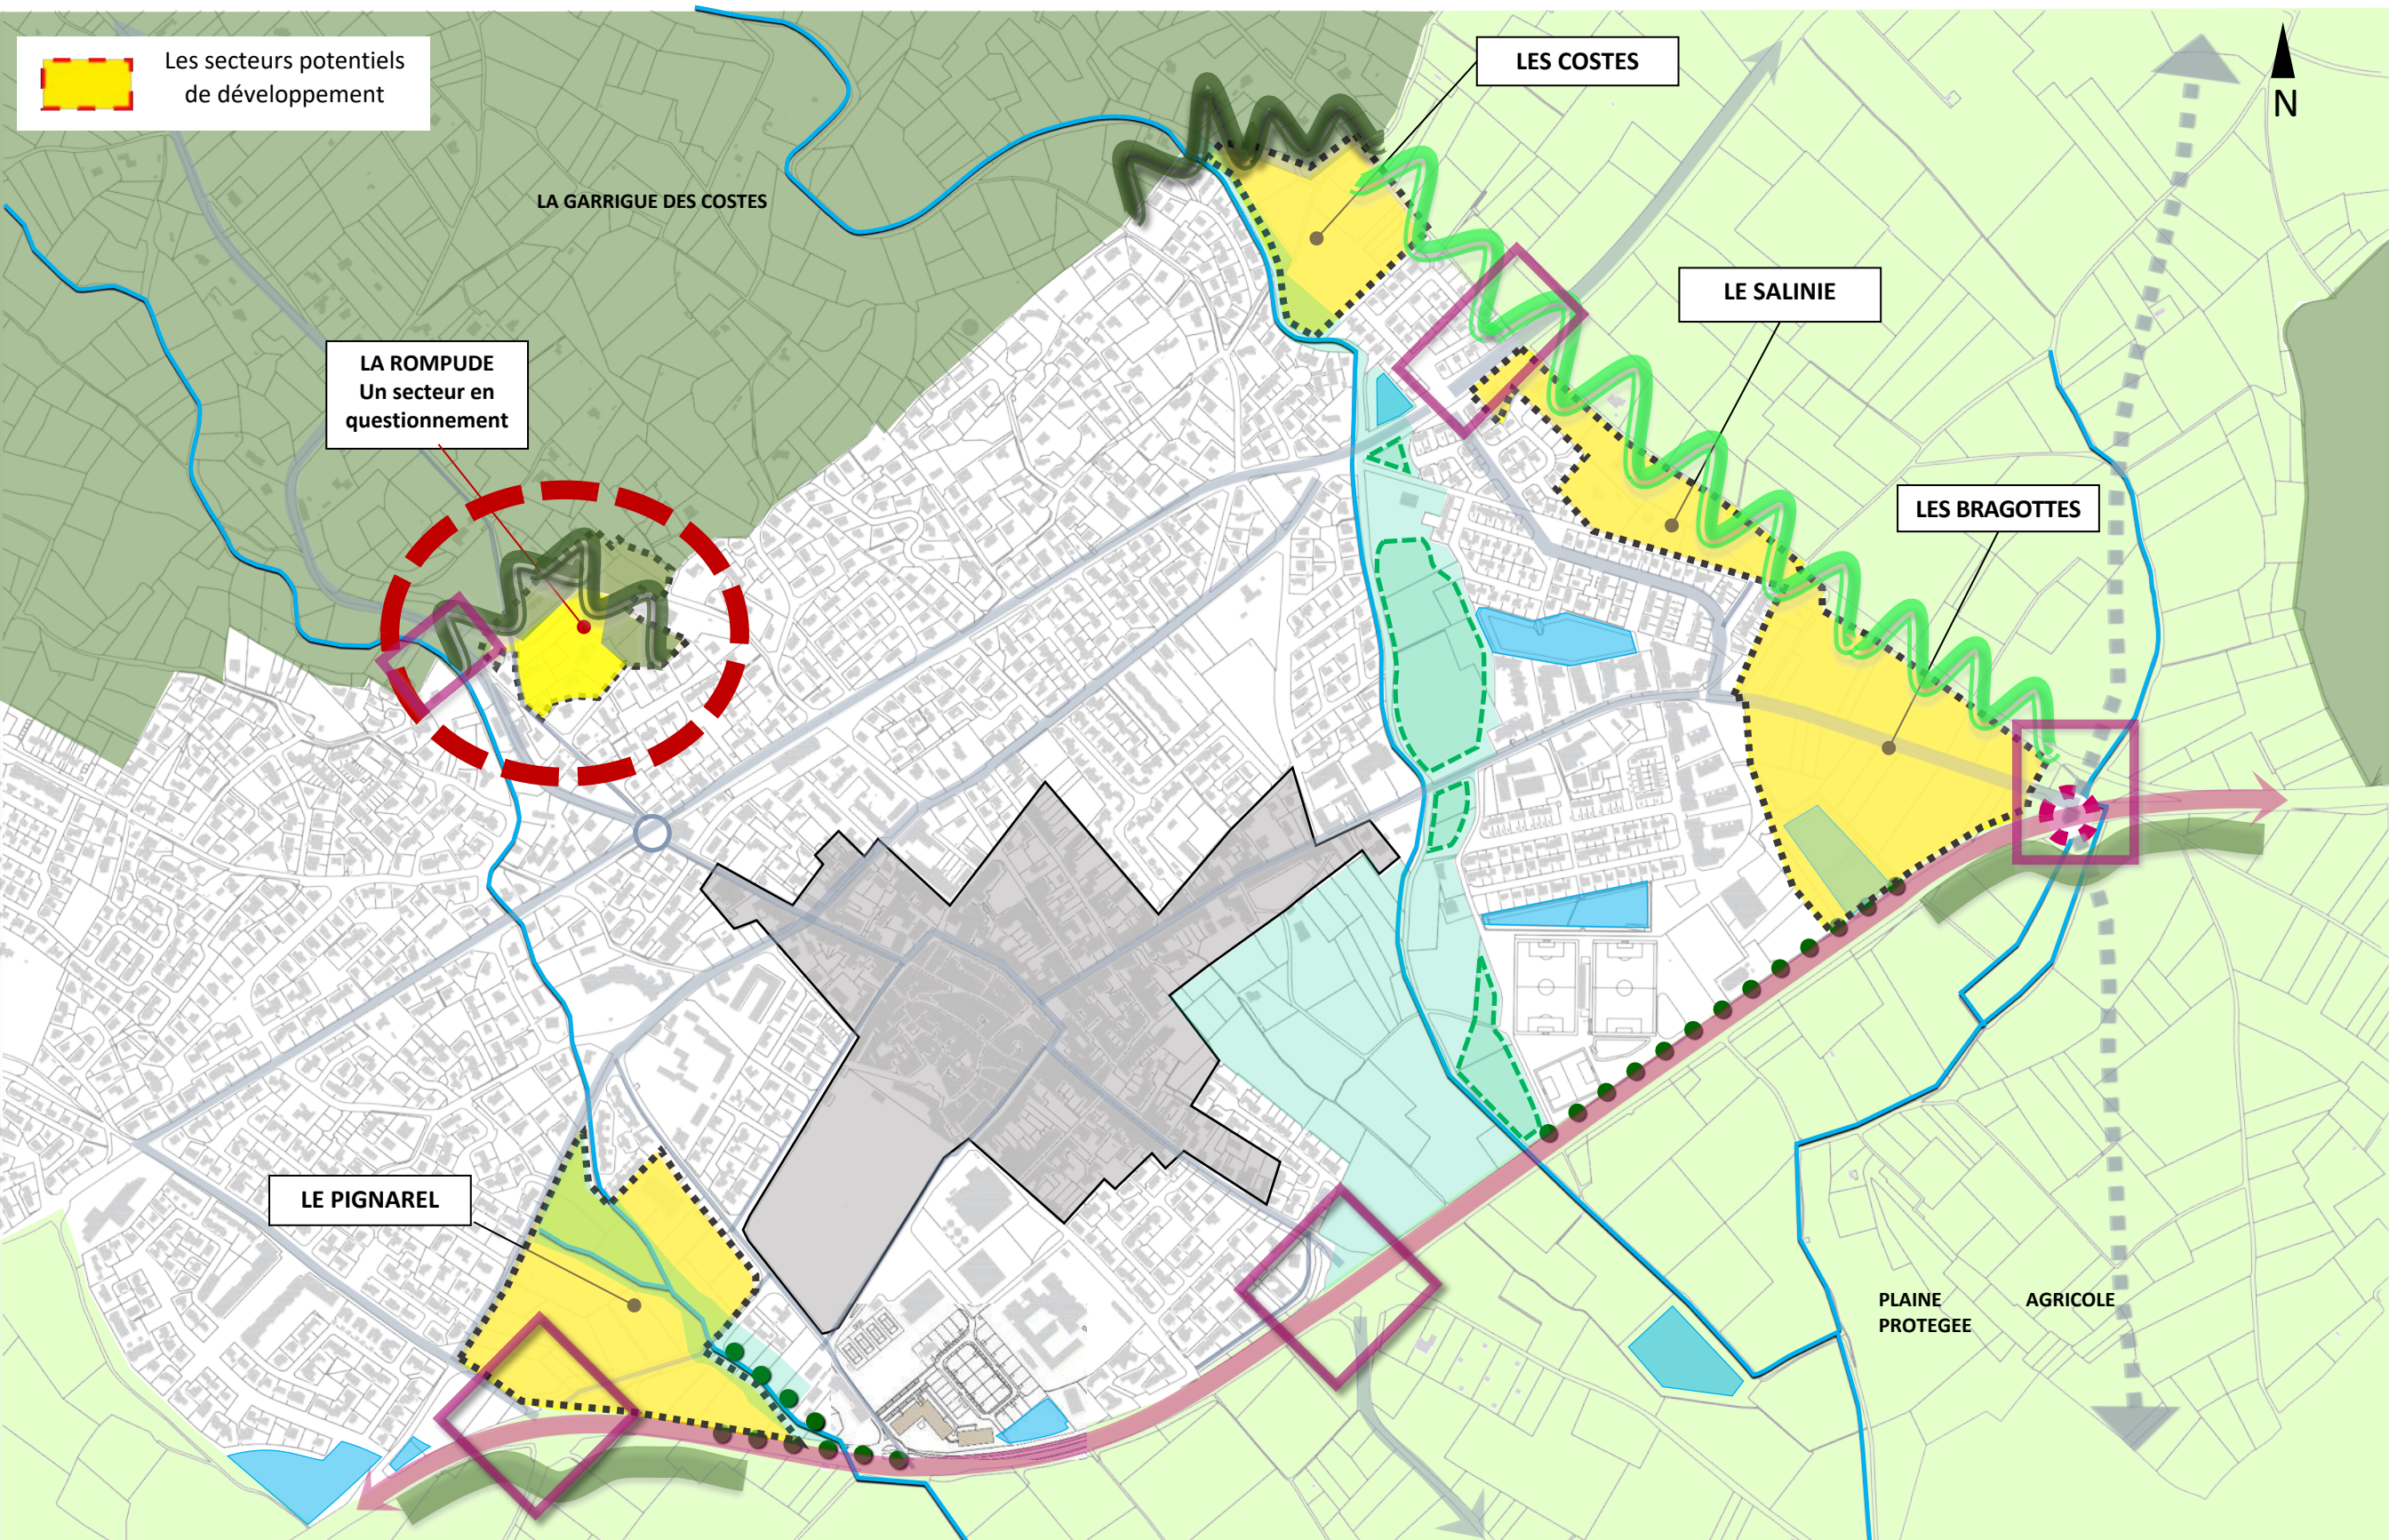 Les secteurs potentiels
de développement
LES COSTES
N
LA GARRIGUE DES COSTES
LE SALINIE
LA ROMPUDE
Un secteur en
questionnement
LES BRAGOTTES
LE PIGNAREL
PLAINE AGRICOLE
PROTEGEE